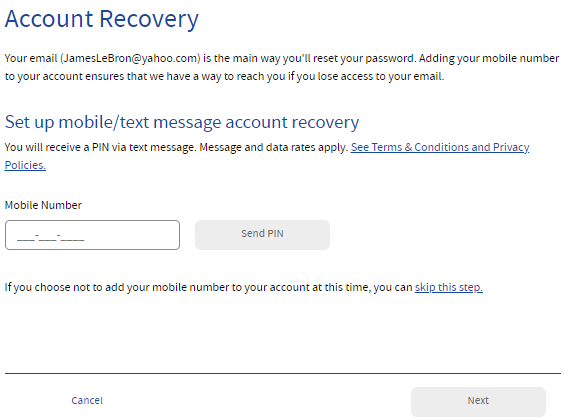 Account Recovery
Your email (JamesLeBron@yahoo.com) is the main way you'll reset your password. Adding your mobile number
to your account ensures that we have a way to reach you if you lose access to your email.
Set up mobile/text message account recovery
You will receive a PIN via text message. Message and data rates apply. See Terms & Conditions and Privacy
Policies.
Mobile Number
___-___-____ Send PIN
If you choose not to add your mobile number to your account at this time, you can skip this step.
Cancel Next